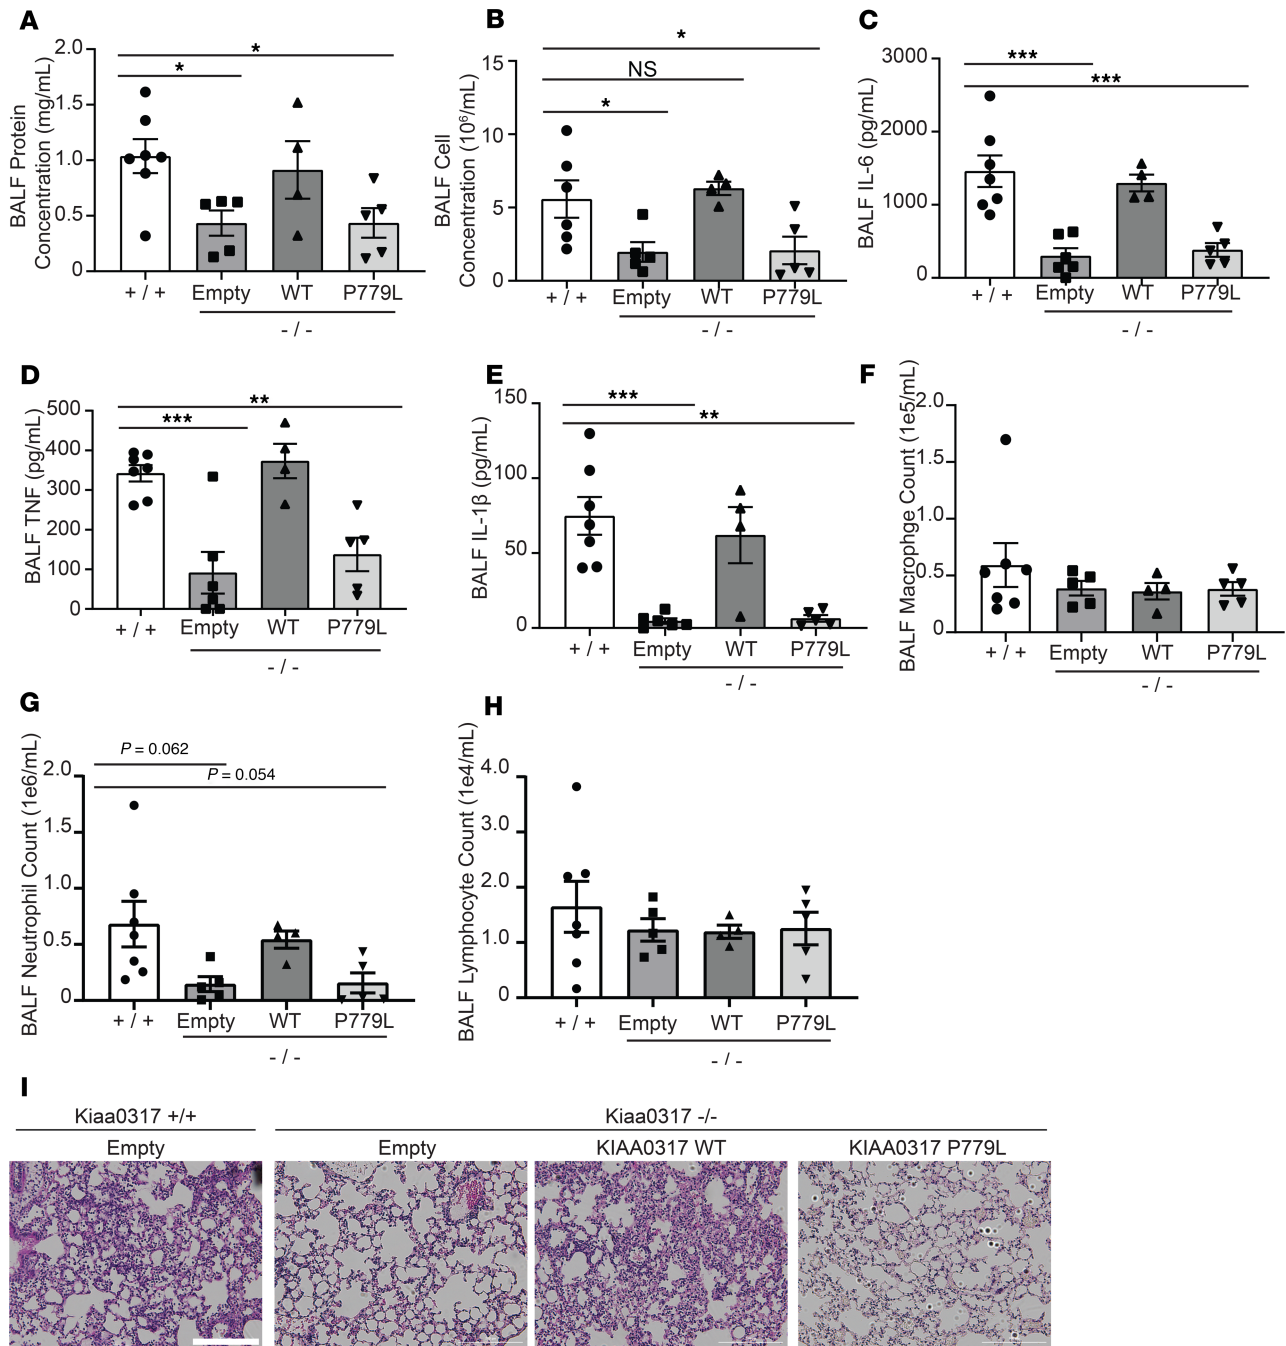 A
BALF Protein
Concentration (mg/mL)
2.0
1.5
1.0
0.5
0
*
*
+ / +
Empty
WT
P779L
- / -
B
BALF Cell
Concentration (10⁶/mL)
15
10
5
0
*
NS
*
+ / +
Empty
WT
P779L
- / -
C
BALF IL-6 (pg/mL)
3000
2000
1000
0
***
***
+ / +
Empty
WT
P779L
- / -
D
BALF TNF (pg/mL)
500
400
300
200
100
0
**
***
+ / +
Empty
WT
P779L
- / -
E
BALF IL-1β (pg/mL)
150
100
50
0
***
**
+ / +
Empty
WT
P779L
- / -
F
BALF Macrophge Count (1e5/mL)
2.0
1.5
1.0
0.5
0
+ / +
Empty
WT
P779L
- / -
G
BALF Neutrophil Count (1e6/mL)
2.0
1.5
1.0
0.5
0
P = 0.062
P = 0.054
+ / +
Empty
WT
P779L
- / -
H
BALF Lymphocyte Count (1e4/mL)
4.0
3.0
2.0
1.0
0
+ / +
Empty
WT
P779L
- / -
I
Kiaa0317 +/+
Kiaa0317 -/-
Empty
Empty
KIAA0317 WT
KIAA0317 P779L